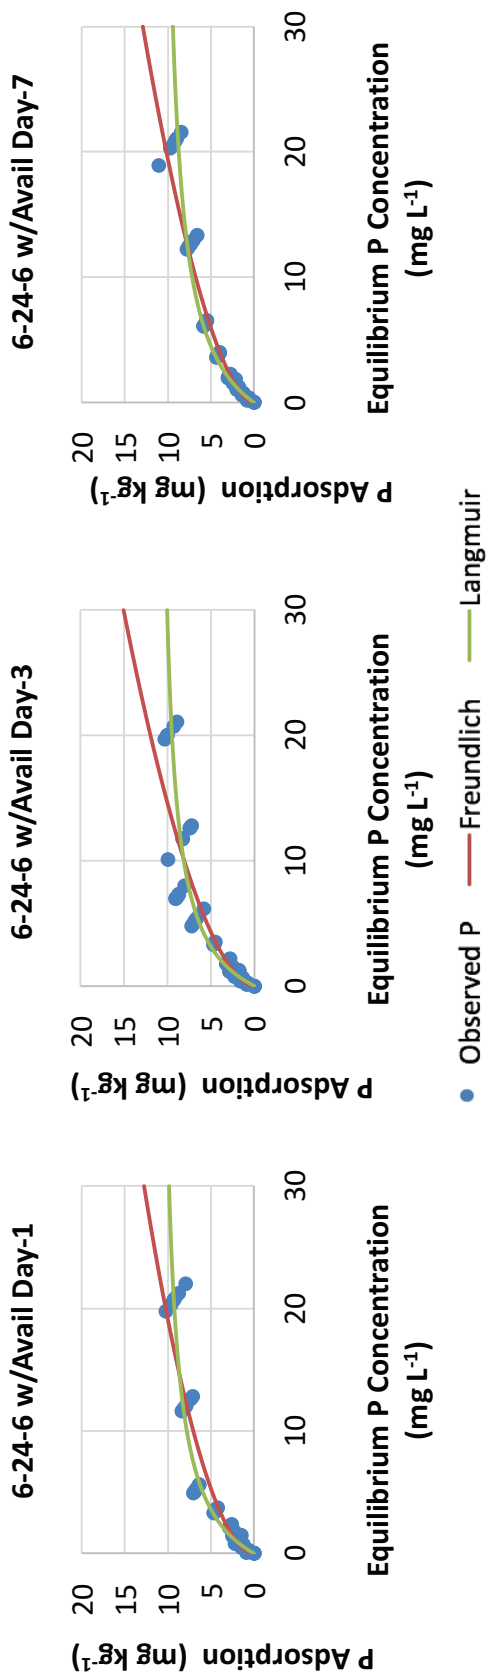 6-24-6 w/Avail Day-1
P Adsorption (mg kg⁻¹)
20
15
10
5
0
0 10 20 30
Equilibrium P Concentration
(mg L⁻¹)
6-24-6 w/Avail Day-3
P Adsorption (mg kg⁻¹)
20
15
10
5
0
0 10 20 30
Equilibrium P Concentration
(mg L⁻¹)
6-24-6 w/Avail Day-7
P Adsorption (mg kg⁻¹)
20
15
10
5
0
0 10 20 30
Equilibrium P Concentration
(mg L⁻¹)
Observed P Freundlich Langmuir